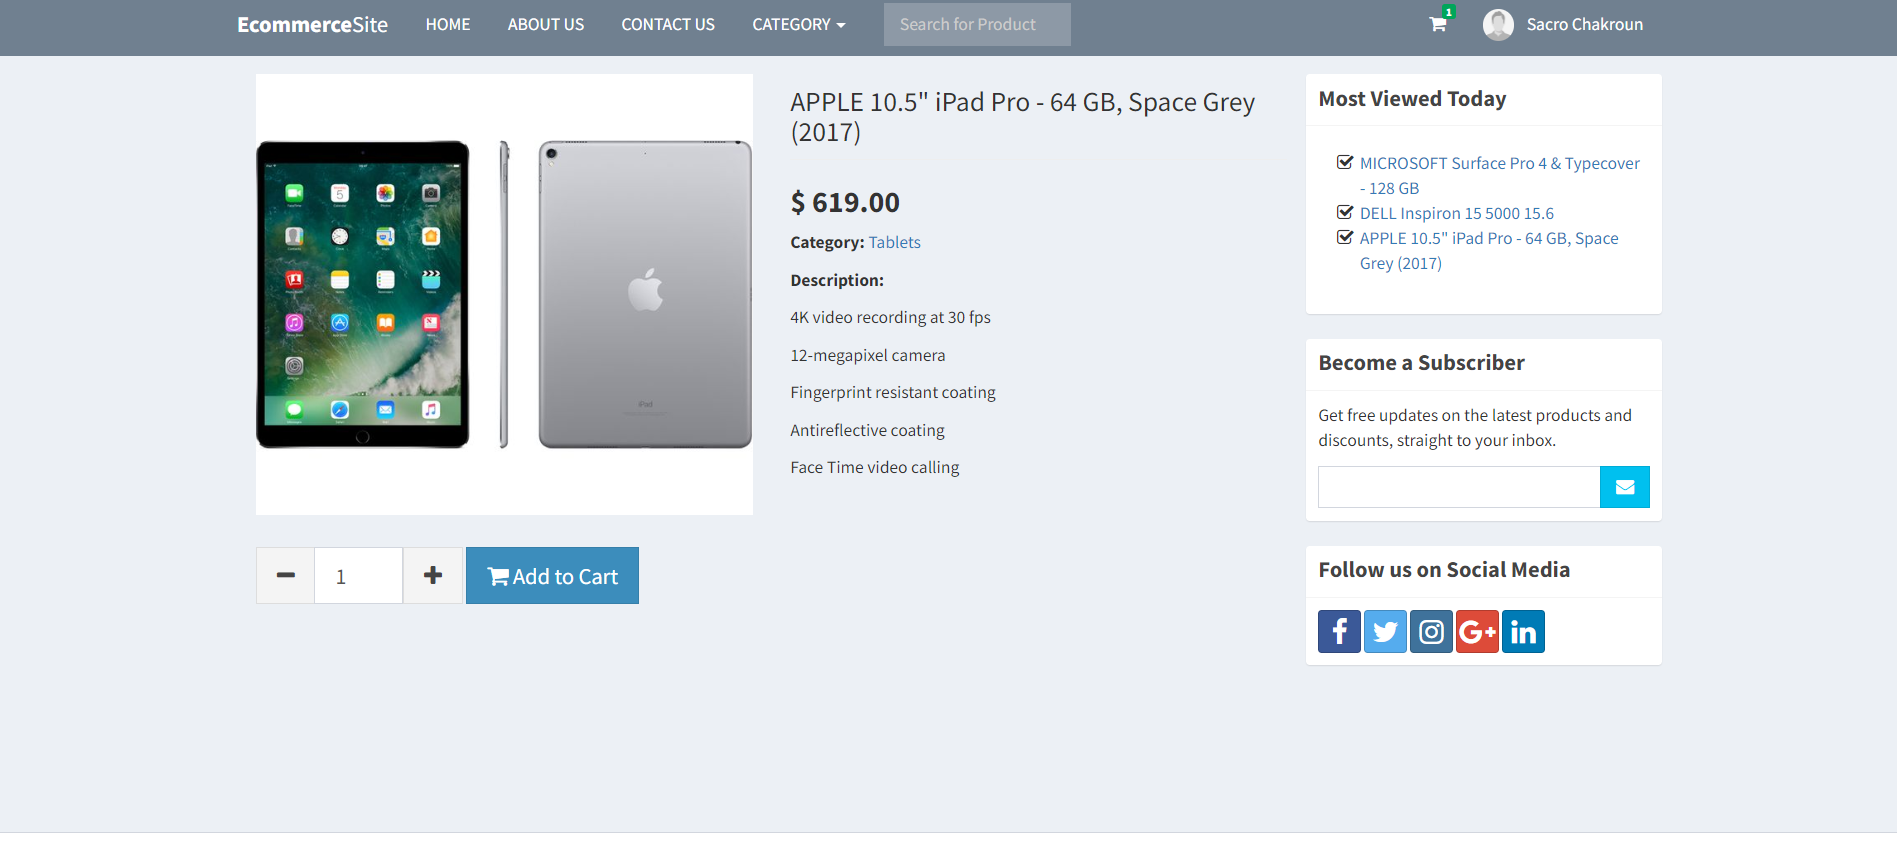 EcommerceSite HOME ABOUT US CONTACT US CATEGORY Search for Product 1 Sacro Chakroun
APPLE 10.5" iPad Pro - 64 GB, Space Grey
(2017)
$ 619.00
Category: Tablets
Description:
4K video recording at 30 fps
12-megapixel camera
Fingerprint resistant coating
Antireflective coating
Face Time video calling
iPad
1
Add to Cart
Most Viewed Today
MICROSOFT Surface Pro 4 & Typecover
- 128 GB
DELL Inspiron 15 5000 15.6
APPLE 10.5" iPad Pro - 64 GB, Space
Grey (2017)
Become a Subscriber
Get free updates on the latest products and
discounts, straight to your inbox.
Follow us on Social Media